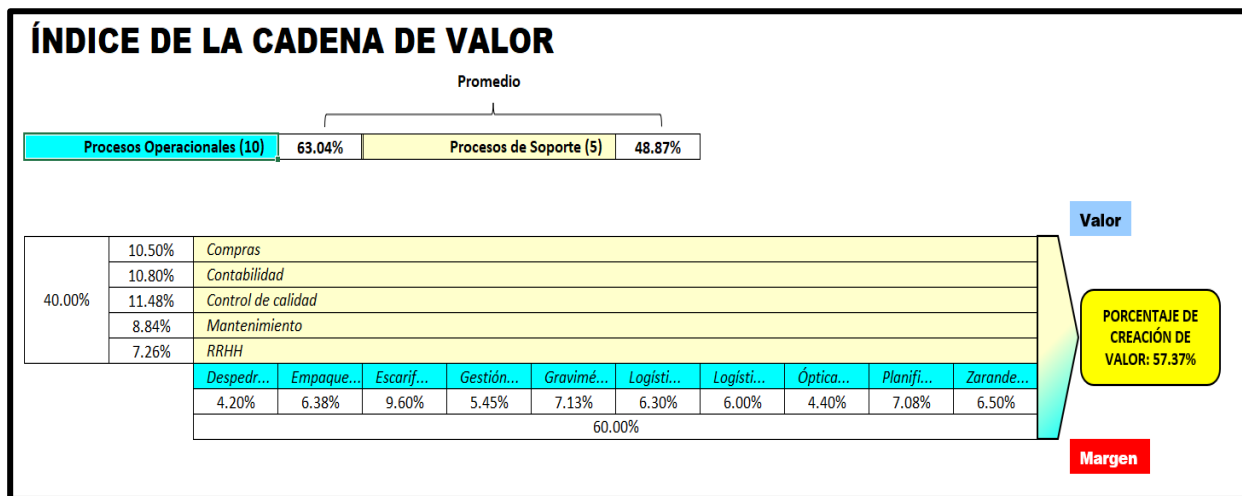 ÍNDICE DE LA CADENA DE VALOR
Promedio
Procesos Operacionales (10) 63.04% Procesos de Soporte (5) 48.87%
Valor
40.00%
10.50% Compras
10.80% Contabilidad
11.48% Control de calidad
8.84% Mantenimiento
7.26% RRHH
PORCENTAJE DE
CREACIÓN DE
VALOR: 57.37%
Despedr... Empaque... Escarif... Gestión... Gravimé... Logísti... Logísti... Óptica... Planifi... Zarande...
4.20% 6.38% 9.60% 5.45% 7.13% 6.30% 6.00% 4.40% 7.08% 6.50%
60.00%
Margen